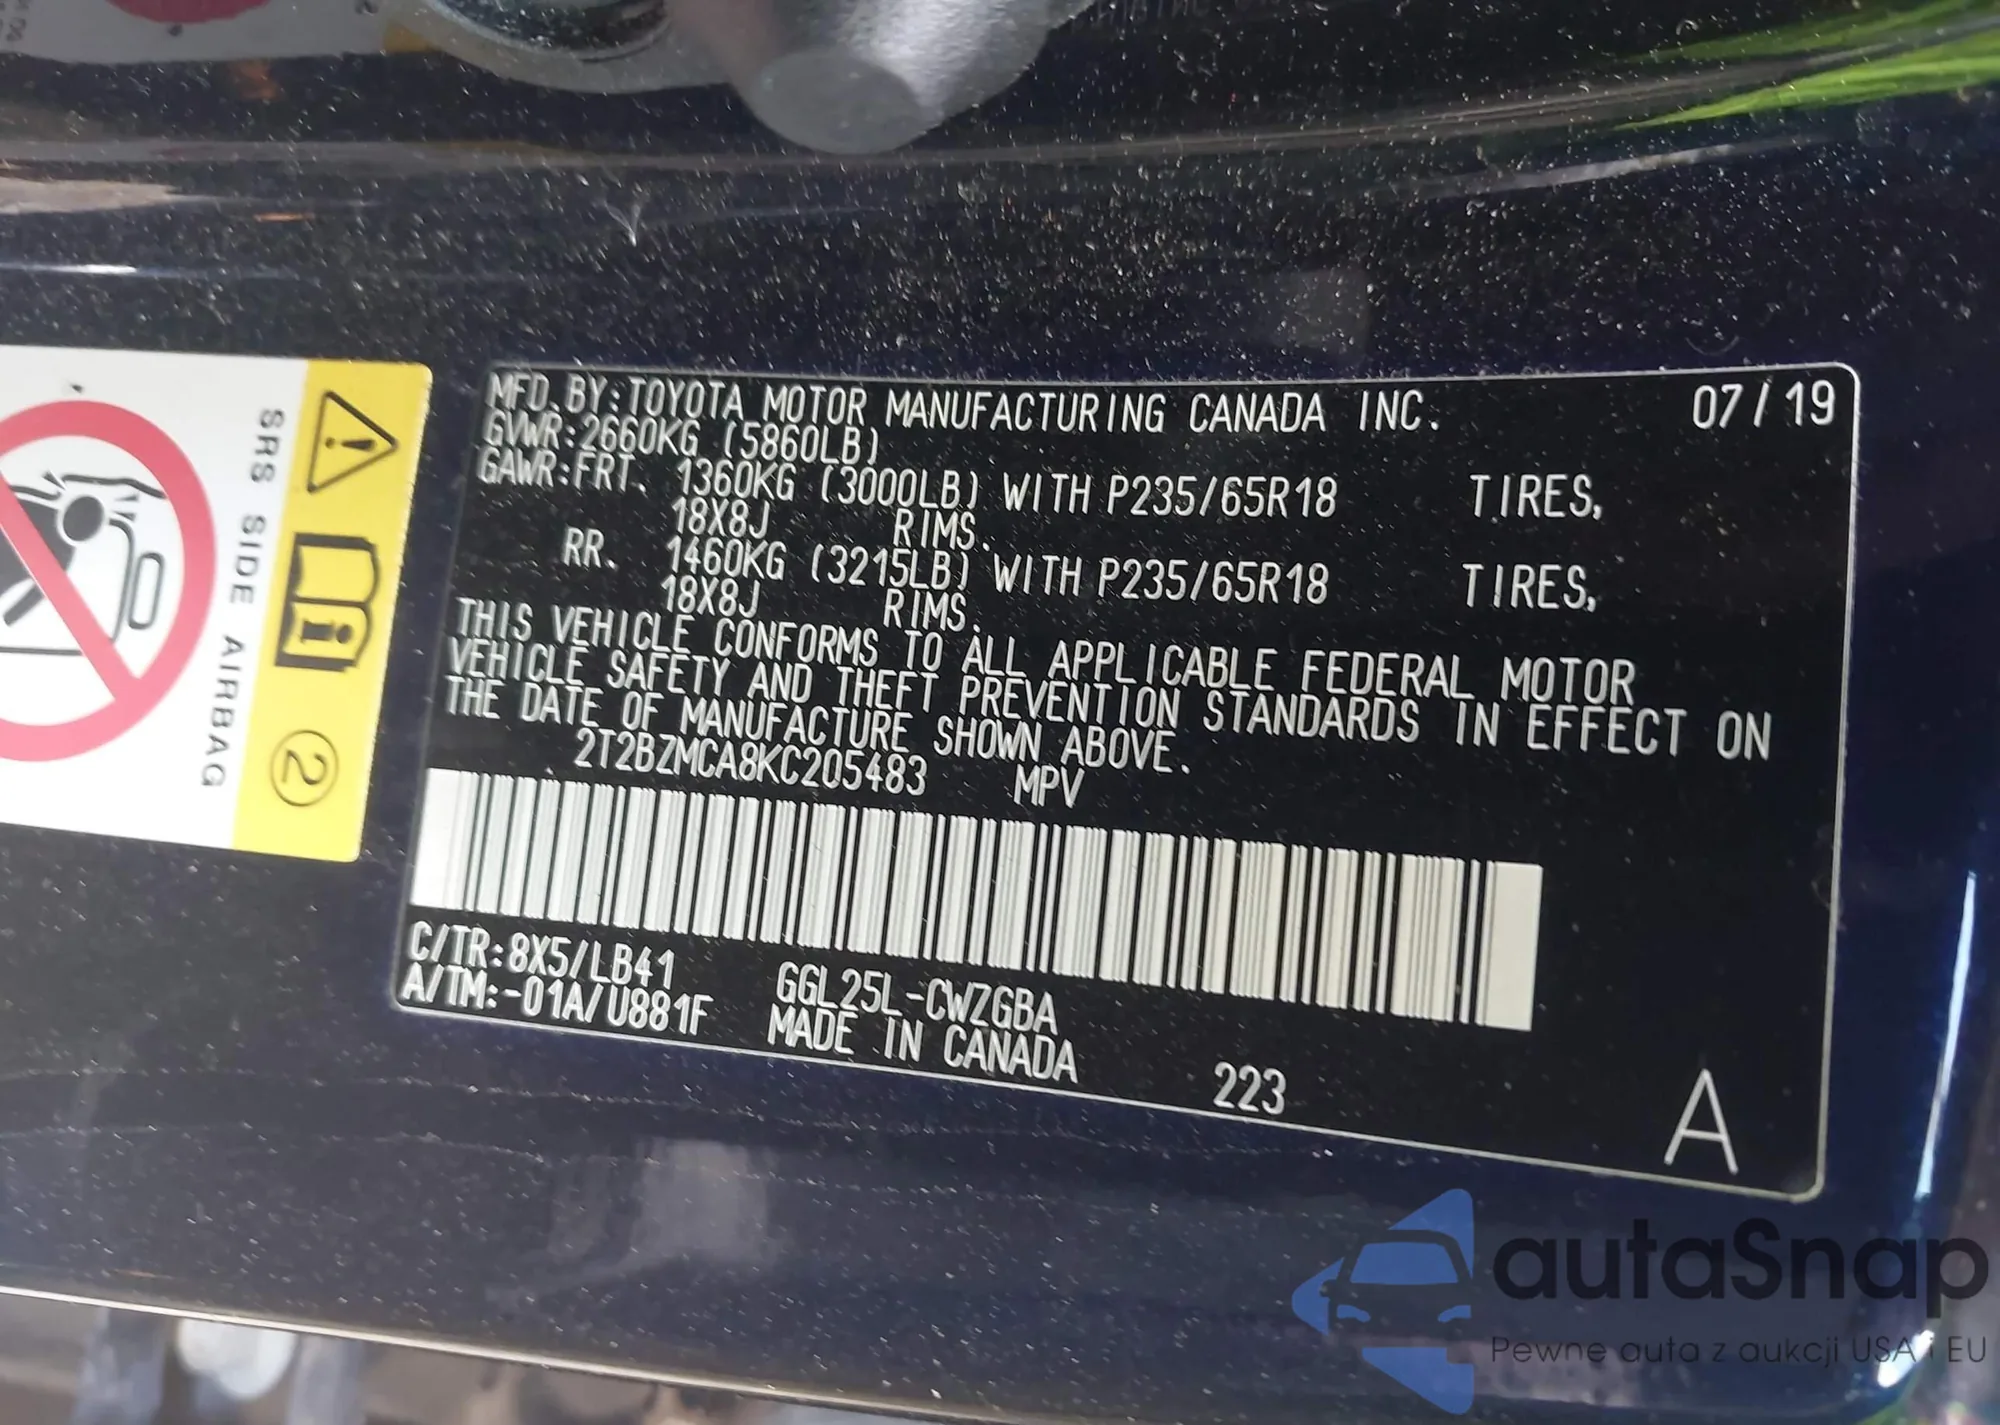 MFD. BY:TOYOTA MOTOR MANUFACTURING CANADA INC. 07/19
GVWR:2660KG (5860LB)
GAWR:FRT. 1360KG (3000LB) WITH P235/65R18 TIRES,
18X8J RIMS.
RR. 1460KG (3215LB) WITH P235/65R18 TIRES,
18X8J RIMS.
THIS VEHICLE CONFORMS TO ALL APPLICABLE FEDERAL MOTOR
VEHICLE SAFETY AND THEFT PREVENTION STANDARDS IN EFFECT ON
THE DATE OF MANUFACTURE SHOWN ABOVE.
2T2BZMCA8KC205483 MPV
C/TR:8X5/LB41 GGL25L-CWZGBA
A/TM:-01A/U881F MADE IN CANADA 223 A
SRS SIDE AIRBAG
2
autaSnap
Pewne auta z aukcji USA i EU